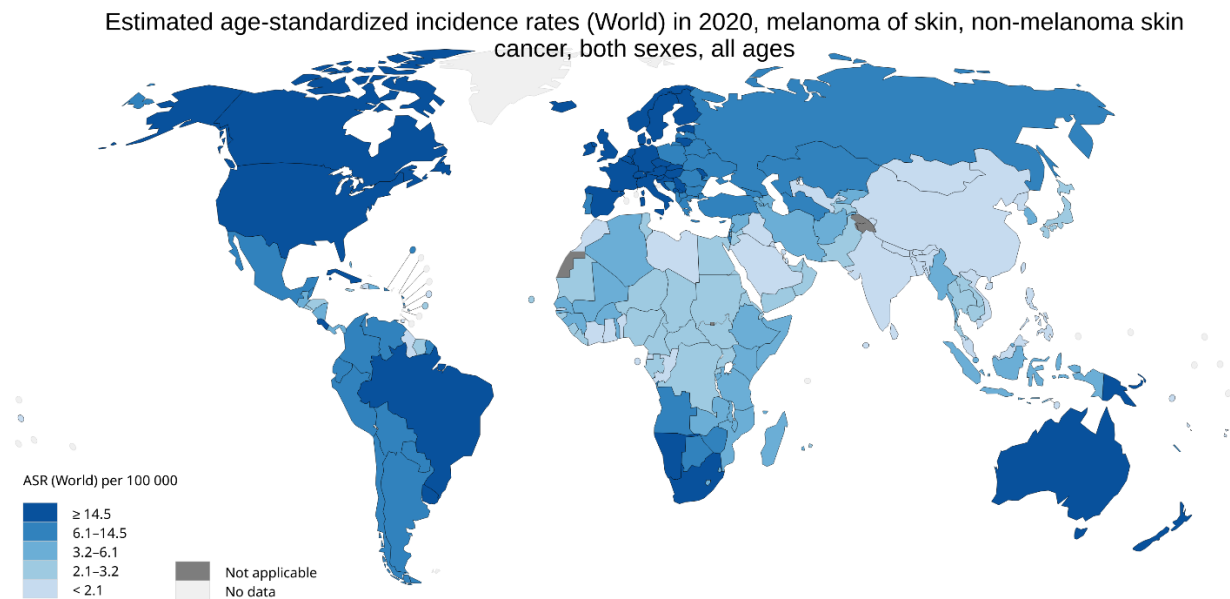 Estimated age-standardized incidence rates (World) in 2020, melanoma of skin, non-melanoma skin
cancer, both sexes, all ages
ASR (World) per 100 000
≥ 14.5
6.1–14.5
3.2–6.1
2.1–3.2
< 2.1
Not applicable
No data